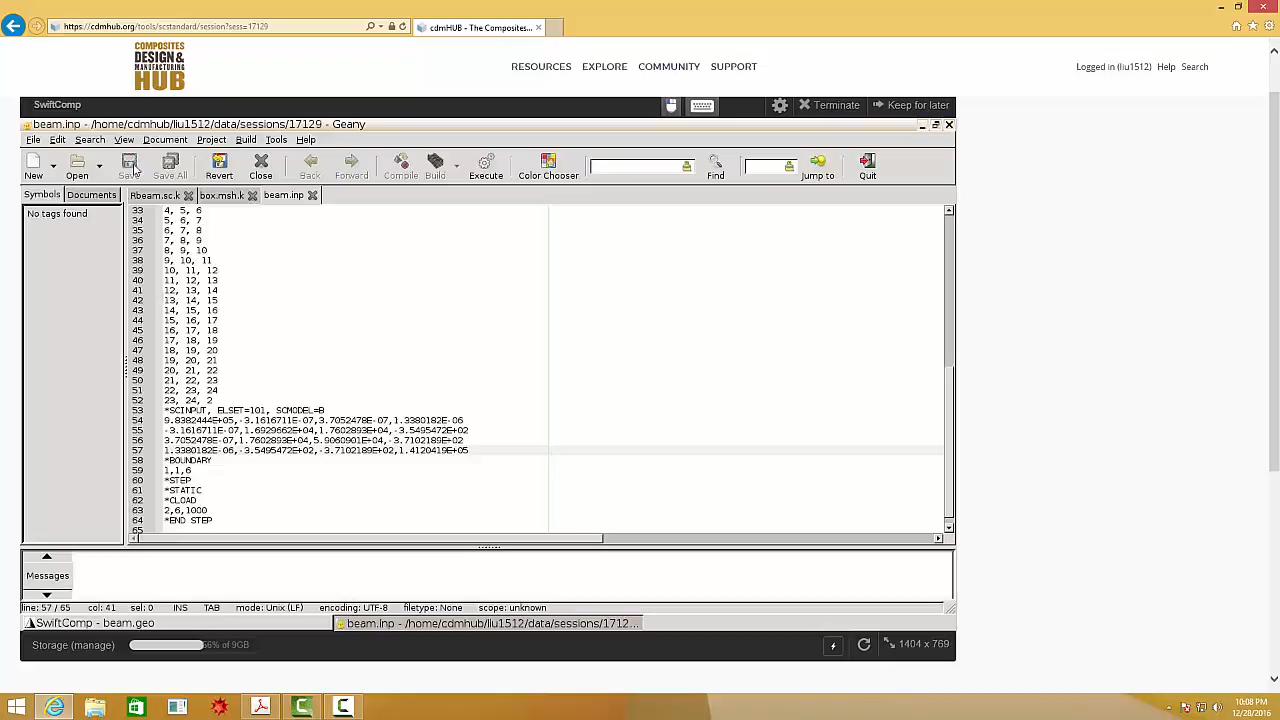 https://cdmhub.org/tools/scstandard/session?sess=17129
cdmHUB - The Composites...
COMPOSITES
DESIGN &
MANUFACTURING
HUB
RESOURCES EXPLORE COMMUNITY SUPPORT
Logged in (liu1512) Help Search
SwiftComp
Terminate Keep for later
beam.inp - /home/cdmhub/liu1512/data/sessions/17129 - Geany
File Edit Search View Document Project Build Tools Help
New Open Save Save All Revert Close Back Forward Compile Build Execute Color Chooser Find Jump to Quit
Symbols Documents Rbeam.sc.k box.msh.k beam.inp
No tags found
33 4, 5, 6
34 5, 6, 7
35 6, 7, 8
36 7, 8, 9
37 8, 9, 10
38 9, 10, 11
39 10, 11, 12
40 11, 12, 13
41 12, 13, 14
42 13, 14, 15
43 14, 15, 16
44 15, 16, 17
45 16, 17, 18
46 17, 18, 19
47 18, 19, 20
48 19, 20, 21
49 20, 21, 22
50 21, 22, 23
51 22, 23, 24
52 23, 24, 2
53 *SCINPUT, ELSET=101, SCMODEL=B
54 9.8382444E+05,-3.1616711E-07,3.7052478E-07,1.3380182E-06
55 -3.1616711E-07,1.6929662E+04,1.7602893E+04,-3.5495472E+02
56 3.7052478E-07,1.7602893E+04,5.9060901E+04,-3.7102189E+02
57 1.3380182E-06,-3.5495472E+02,-3.7102189E+02,1.4120419E+05
58 *BOUNDARY
59 1,1,6
60 *STEP
61 *STATIC
62 *CLOAD
63 2,6,1000
64 *END STEP
65
Messages
line: 57 / 65 col: 41 sel: 0 INS TAB mode: Unix (LF) encoding: UTF-8 filetype: None scope: unknown
SwiftComp - beam.geo
beam.inp - /home/cdmhub/liu1512/data/sessions/1712...
Storage (manage) 56% of 9GB
1404 x 769
10:08 PM
12/28/2016